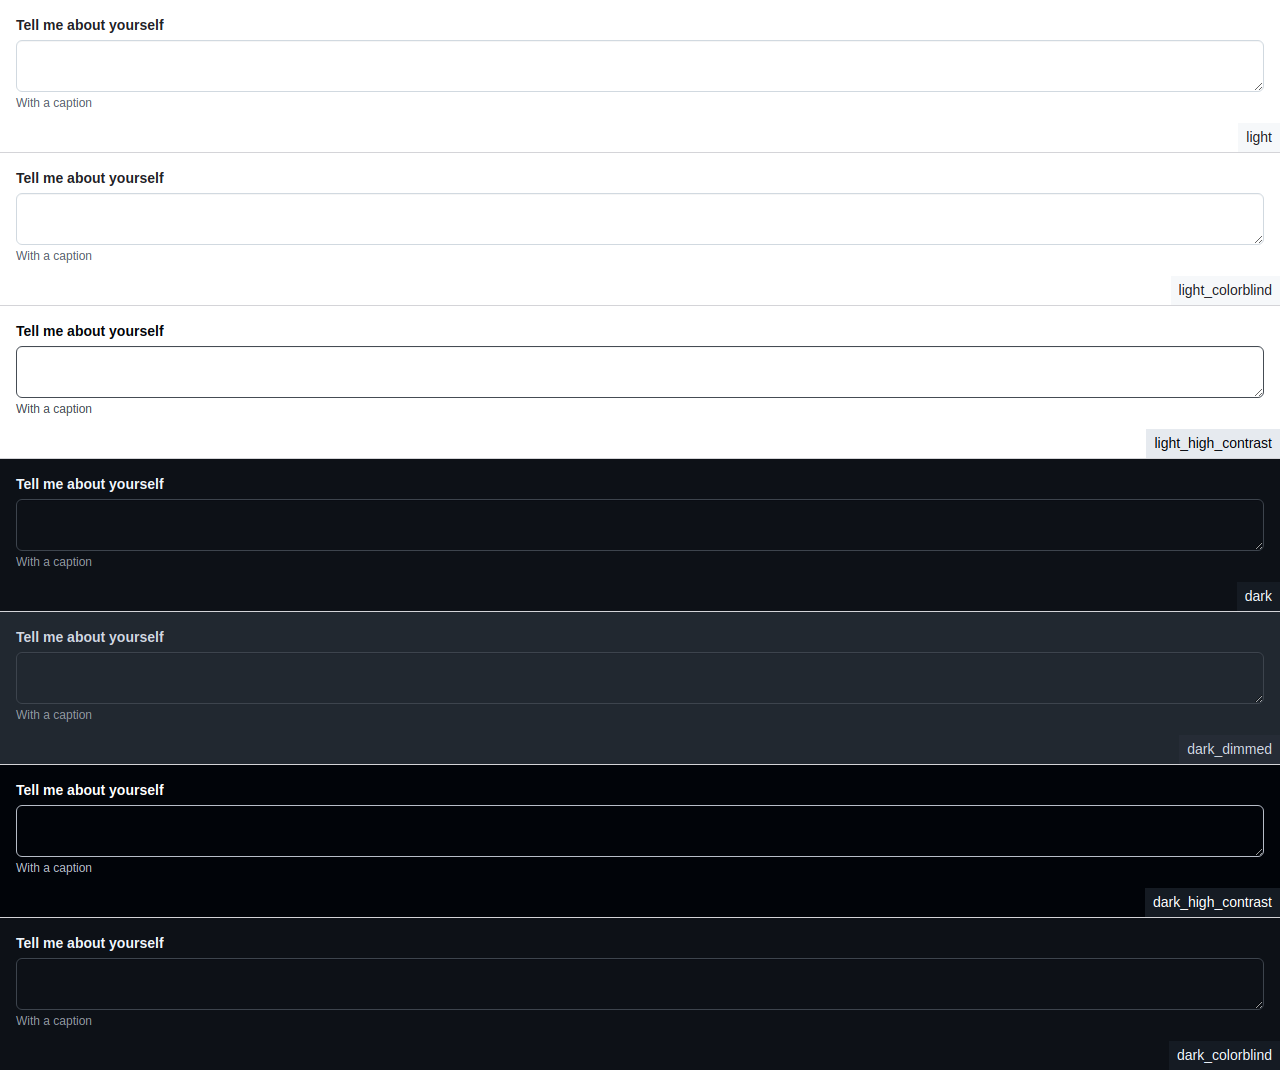 Tell me about yourself
With a caption
light
Tell me about yourself
With a caption
light_colorblind
Tell me about yourself
With a caption
light_high_contrast
Tell me about yourself
With a caption
dark
Tell me about yourself
With a caption
dark_dimmed
Tell me about yourself
With a caption
dark_high_contrast
Tell me about yourself
With a caption
dark_colorblind